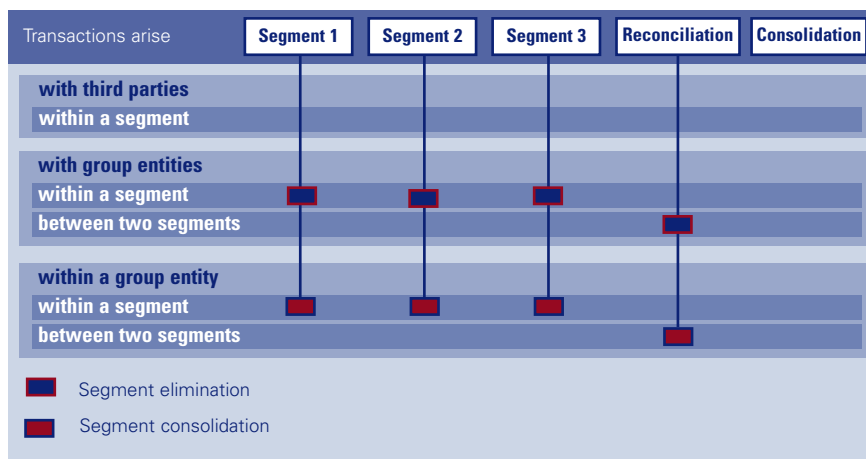 Transactions arise Segment 1 Segment 2 Segment 3 Reconciliation Consolidation
with third parties
within a segment
with group entities
within a segment
between two segments
within a group entity
within a segment
between two segments
Segment elimination
Segment consolidation